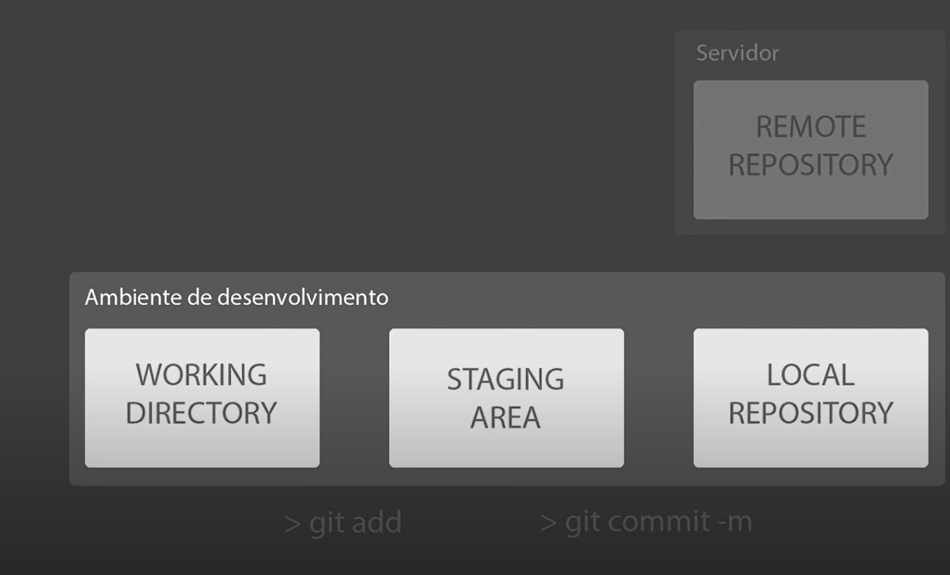 Servidor
REMOTE
REPOSITORY
Ambiente de desenvolvimento
WORKING
DIRECTORY
STAGING
AREA
LOCAL
REPOSITORY
> git add
> git commit -m